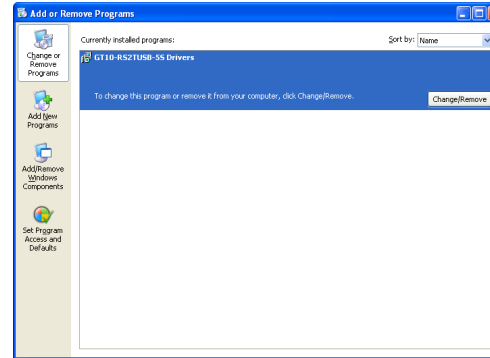 Add or Remove Programs
Change or
Remove
Programs
Currently installed programs:
Sort by: Name
GT10-RS2TUSB-5S Drivers
To change this program or remove it from your computer, click Change/Remove.
Change/Remove
Add New
Programs
Add/Remove
Windows
Components
Set Program
Access and
Defaults